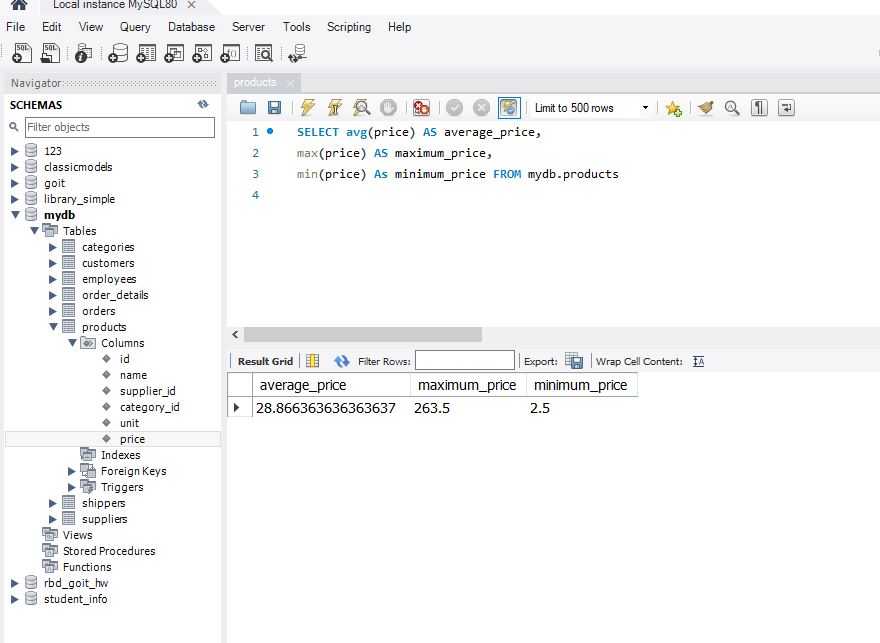 Local instance MySQL80 ×
File Edit View Query Database Server Tools Scripting Help
Navigator
SCHEMAS
Filter objects
123
classicmodels
goit
library_simple
mydb
Tables
categories
customers
employees
order_details
orders
products
Columns
id
name
supplier_id
category_id
unit
price
Indexes
Foreign Keys
Triggers
shippers
suppliers
Views
Stored Procedures
Functions
rbd_goit_hw
student_info
products ×
Limit to 500 rows
1 SELECT avg(price) AS average_price,
2 max(price) AS maximum_price,
3 min(price) As minimum_price FROM mydb.products
4
Result Grid Filter Rows: Export: Wrap Cell Content:
average_price maximum_price minimum_price
28.866363636363637 263.5 2.5